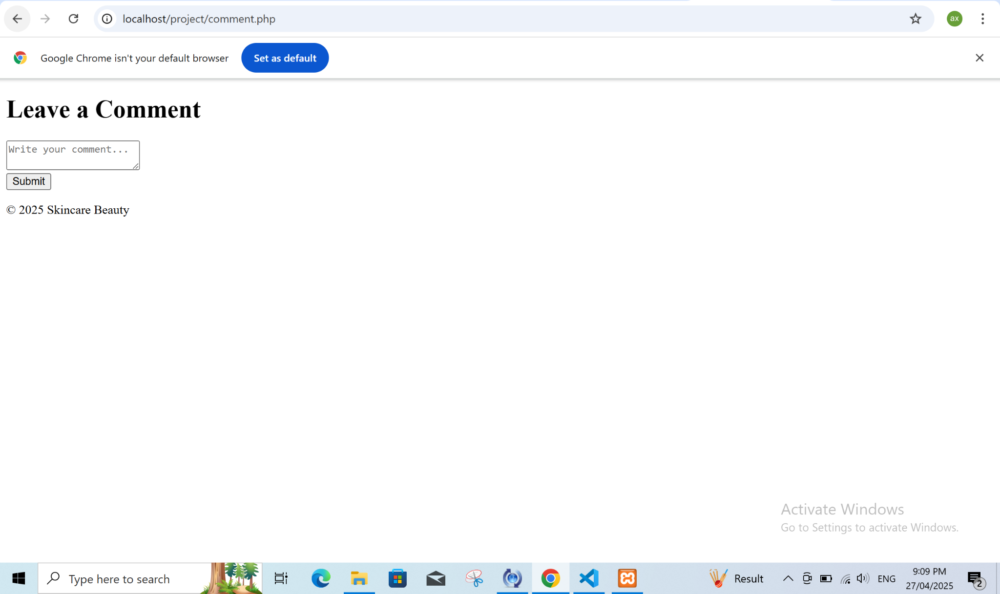 localhost/project/comment.php
ax
Google Chrome isn't your default browser
Set as default
Leave a Comment
Write your comment...
Submit
© 2025 Skincare Beauty
Activate Windows
Go to Settings to activate Windows.
Type here to search
Result
ENG
9:09 PM
27/04/2025
2